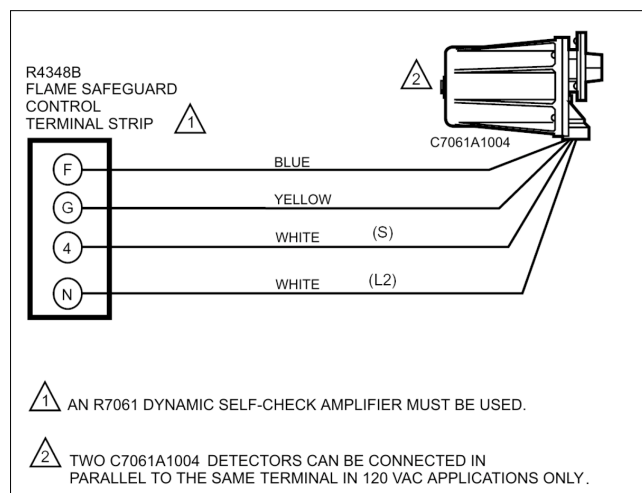 R4348B
FLAME SAFEGUARD
CONTROL
TERMINAL STRIP 1
2
C7061A1004
F BLUE
G YELLOW
4 WHITE (S)
N WHITE (L2)
1 AN R7061 DYNAMIC SELF-CHECK AMPLIFIER MUST BE USED.
2 TWO C7061A1004 DETECTORS CAN BE CONNECTED IN
PARALLEL TO THE SAME TERMINAL IN 120 VAC APPLICATIONS ONLY.